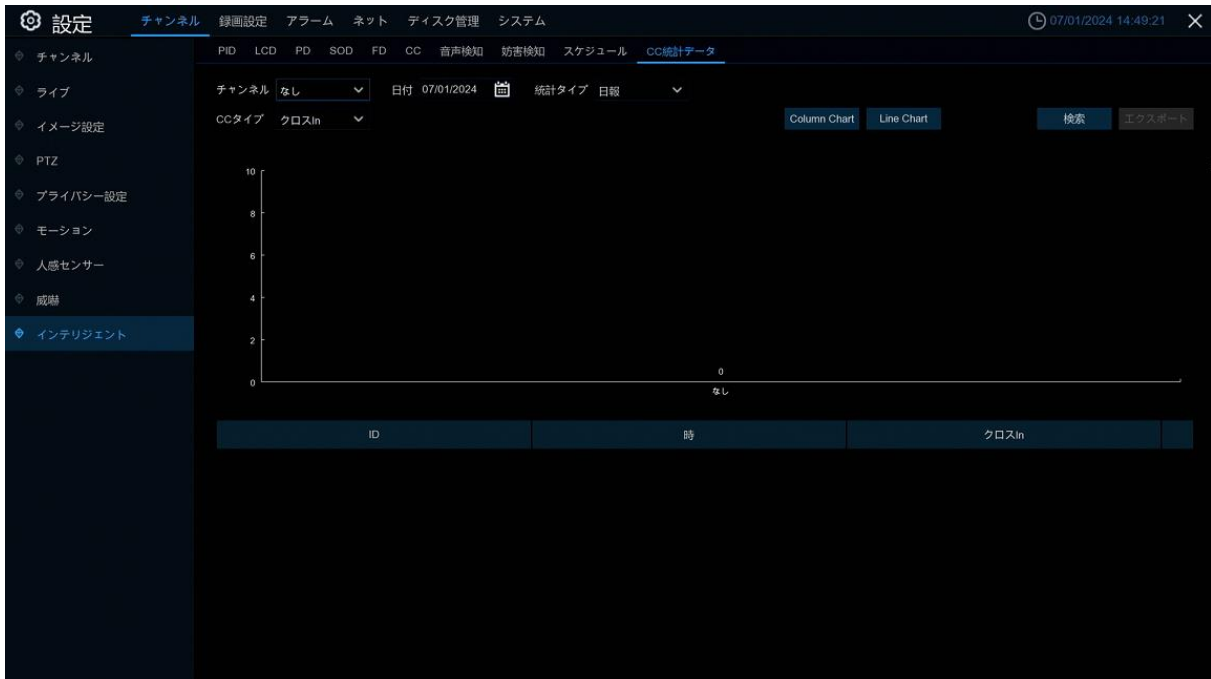 設定 チャンネル 録画設定 アラーム ネット ディスク管理 システム 07/01/2024 14:49:21
PID LCD PD SOD FD CC 音声検知 妨害検知 スケジュール CC統計データ
チャンネル
ライブ
イメージ設定
PTZ
プライバシー設定
モーション
人感センサー
威嚇
インテリジェント
チャンネル なし 日付 07/01/2024 統計タイプ 日報
CCタイプ クロスIn Column Chart Line Chart 検索 エクスポート
10
8
6
4
2
0
0
なし
ID 時 クロスIn